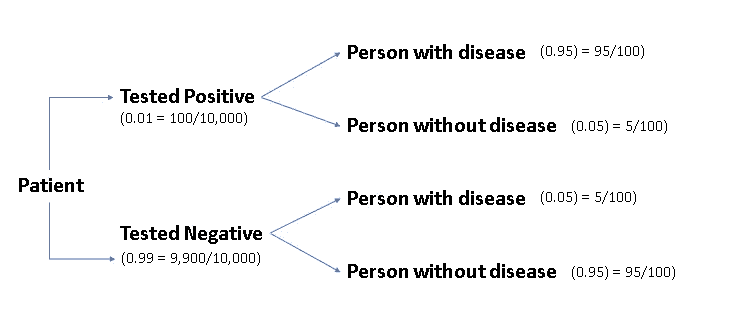 Person with disease (0.95) = 95/100)
Tested Positive
(0.01 = 100/10,000)
Person without disease (0.05) = 5/100)
Patient
Person with disease (0.05) = 5/100)
Tested Negative
(0.99 = 9,900/10,000)
Person without disease (0.95) = 95/100)